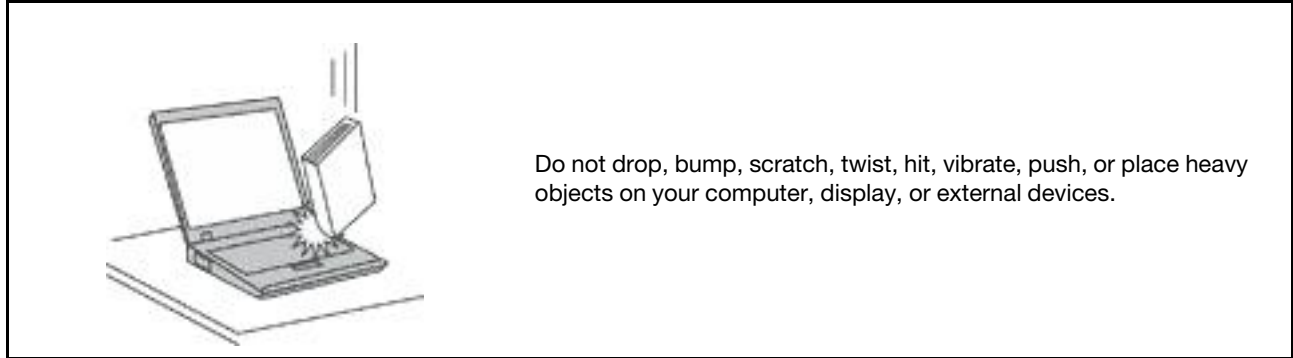 Do not drop, bump, scratch, twist, hit, vibrate, push, or place heavy
objects on your computer, display, or external devices.